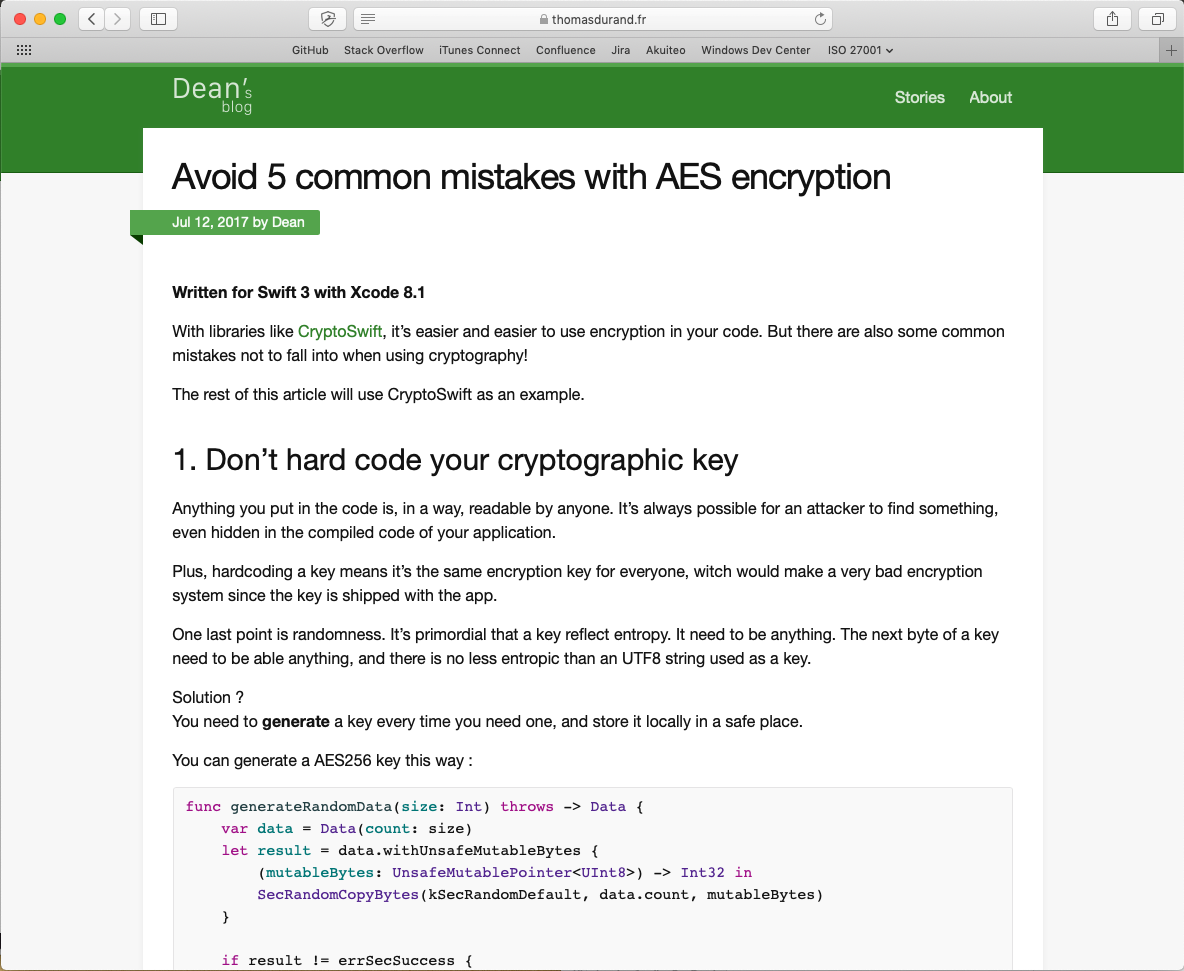 thomasdurand.fr
GitHub Stack Overflow iTunes Connect Confluence Jira Akuiteo Windows Dev Center ISO 27001
Dean’s
blog
Stories About
Avoid 5 common mistakes with AES encryption
Jul 12, 2017 by Dean
Written for Swift 3 with Xcode 8.1
With libraries like CryptoSwift, it’s easier and easier to use encryption in your code. But there are also some common
mistakes not to fall into when using cryptography!
The rest of this article will use CryptoSwift as an example.
1. Don’t hard code your cryptographic key
Anything you put in the code is, in a way, readable by anyone. It’s always possible for an attacker to find something,
even hidden in the compiled code of your application.
Plus, hardcoding a key means it’s the same encryption key for everyone, witch would make a very bad encryption
system since the key is shipped with the app.
One last point is randomness. It’s primordial that a key reflect entropy. It need to be anything. The next byte of a key
need to be able anything, and there is no less entropic than an UTF8 string used as a key.
Solution ?
You need to generate a key every time you need one, and store it locally in a safe place.
You can generate a AES256 key this way :
func generateRandomData(size: Int) throws -> Data {
    var data = Data(count: size)
    let result = data.withUnsafeMutableBytes {
        (mutableBytes: UnsafeMutablePointer<UInt8>) -> Int32 in
        SecRandomCopyBytes(kSecRandomDefault, data.count, mutableBytes)
    }
    if result != errSecSuccess {